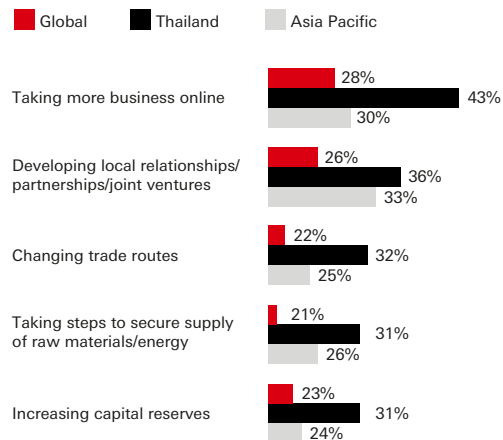 Global Thailand Asia Pacific
28%
Taking more business online 43%
30%
26%
Developing local relationships/
partnerships/joint ventures 36%
33%
22%
Changing trade routes 32%
25%
21%
Taking steps to secure supply
of raw materials/energy 31%
26%
23%
Increasing capital reserves 31%
24%